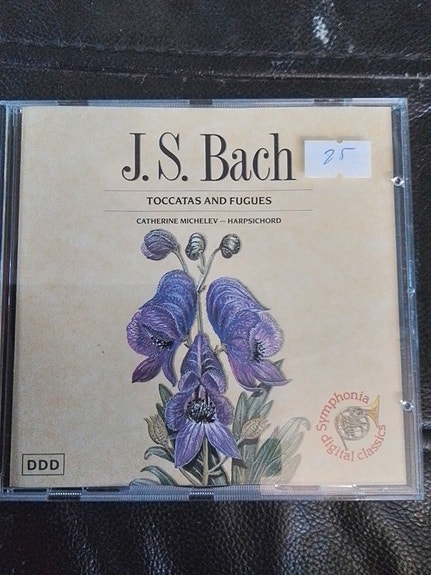 J. S. Bach
25
TOCCATAS AND FUGUES
CATHERINE MICHELEV — HARPSICHORD
Symphonia
digital classics
DDD